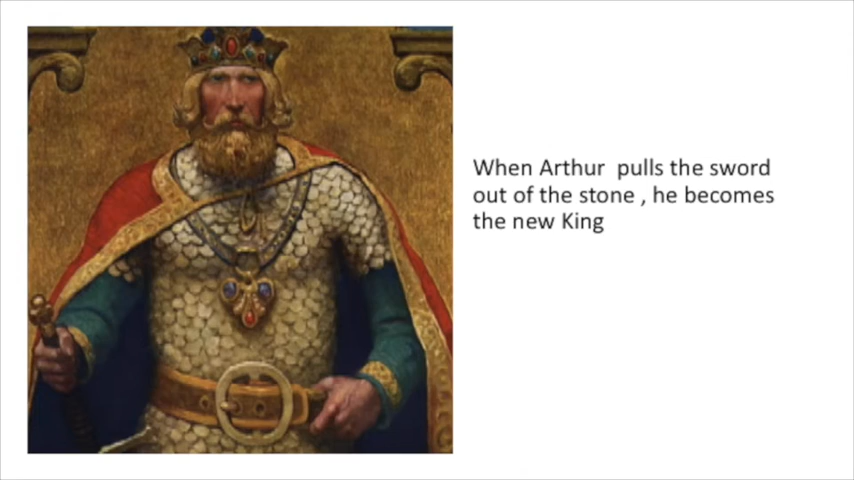 When Arthur  pulls the sword
out of the stone , he becomes
the new King